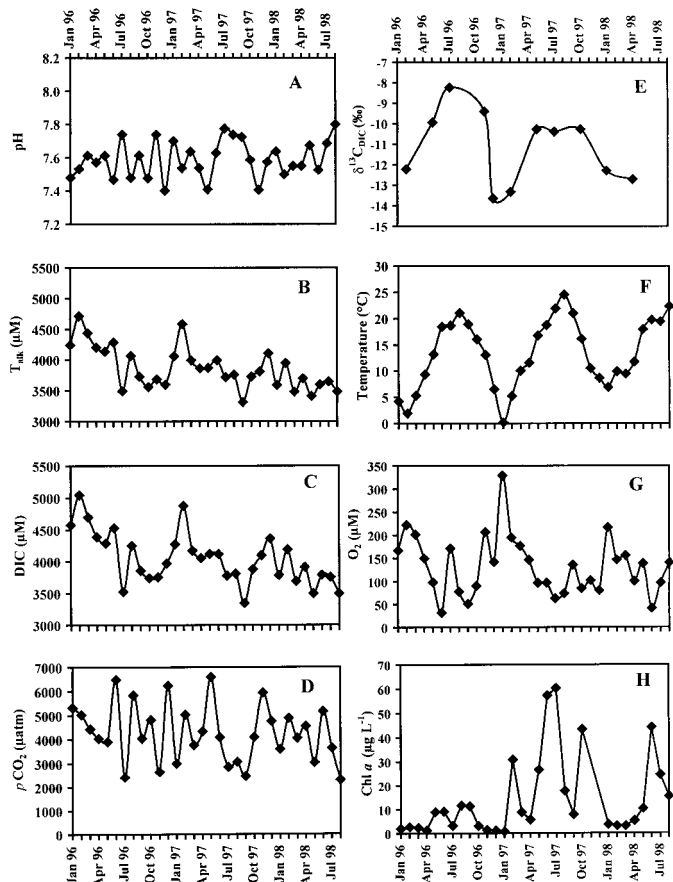 Jan 96 Apr 96 Jul 96 Oct 96 Jan 97 Apr 97 Jul 97 Oct 97 Jan 98 Apr 98 Jul 98
8.2
8.0
7.8
7.6
7.4
7.2
pH
A
5500
5000
4500
4000
3500
3000
T_alk (µM)
B
5500
5000
4500
4000
3500
3000
DIC (µM)
C
7000
6000
5000
4000
3000
2000
1000
0
pCO₂ (µatm)
D
Jan 96 Apr 96 Jul 96 Oct 96 Jan 97 Apr 97 Jul 97 Oct 97 Jan 98 Apr 98 Jul 98
Jan 96 Apr 96 Jul 96 Oct 96 Jan 97 Apr 97 Jul 97 Oct 97 Jan 98 Apr 98 Jul 98
-7
-8
-9
-10
-11
-12
-13
-14
-15
δ¹³C_DIC (‰)
E
30
25
20
15
10
5
0
Temperature (°C)
F
350
300
250
200
150
100
50
0
O₂ (µM)
G
70
60
50
40
30
20
10
0
Chl a (µg L⁻¹)
H
Jan 96 Apr 96 Jul 96 Oct 96 Jan 97 Apr 97 Jul 97 Oct 97 Jan 98 Apr 98 Jul 98